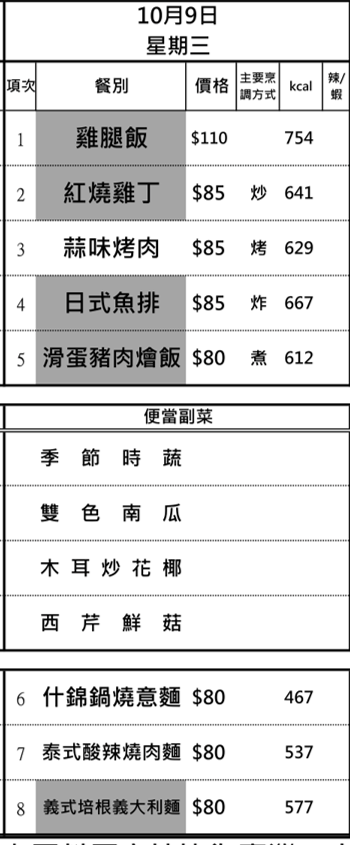 10月9日
星期三
項次 餐別 價格 主要烹調方式 kcal 辣/蝦
1 雞腿飯 $110 754
2 紅燒雞丁 $85 炒 641
3 蒜味烤肉 $85 烤 629
4 日式魚排 $85 炸 667
5 滑蛋豬肉燴飯 $80 煮 612
便當副菜
季節時蔬
雙色南瓜
木耳炒花椰
西芹鮮菇
6 什錦鍋燒意麵 $80 467
7 泰式酸辣燒肉麵 $80 537
8 義式培根義大利麵 $80 577